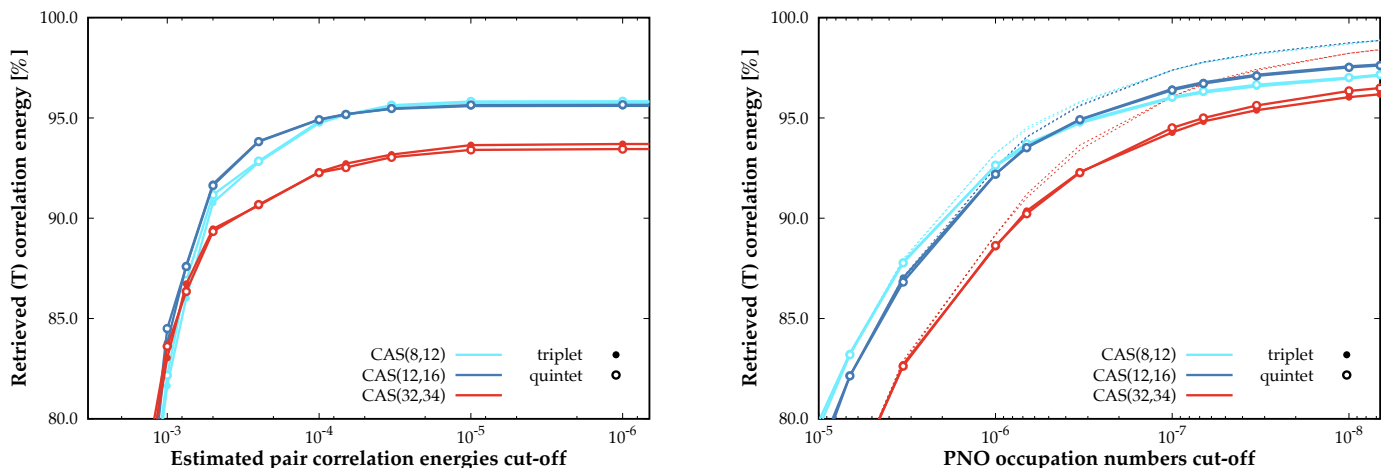 100.0
95.0
90.0
85.0
80.0
Retrieved (T) correlation energy [%]
CAS(8,12)
CAS(12,16)
CAS(32,34)
triplet
quintet
10-3
10-4
10-5
10-6
Estimated pair correlation energies cut-off
100.0
95.0
90.0
85.0
80.0
Retrieved (T) correlation energy [%]
CAS(8,12)
CAS(12,16)
CAS(32,34)
triplet
quintet
10-5
10-6
10-7
10-8
PNO occupation numbers cut-off